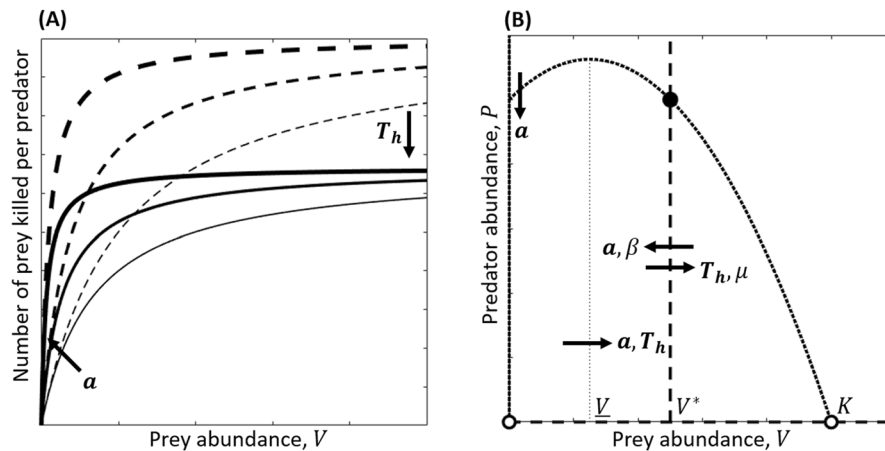 (A)
Number of prey killed per predator
T_h
a
Prey abundance, V
(B)
Predator abundance, P
a
a, β
T_h, μ
a, T_h
V
V*
K
Prey abundance, V